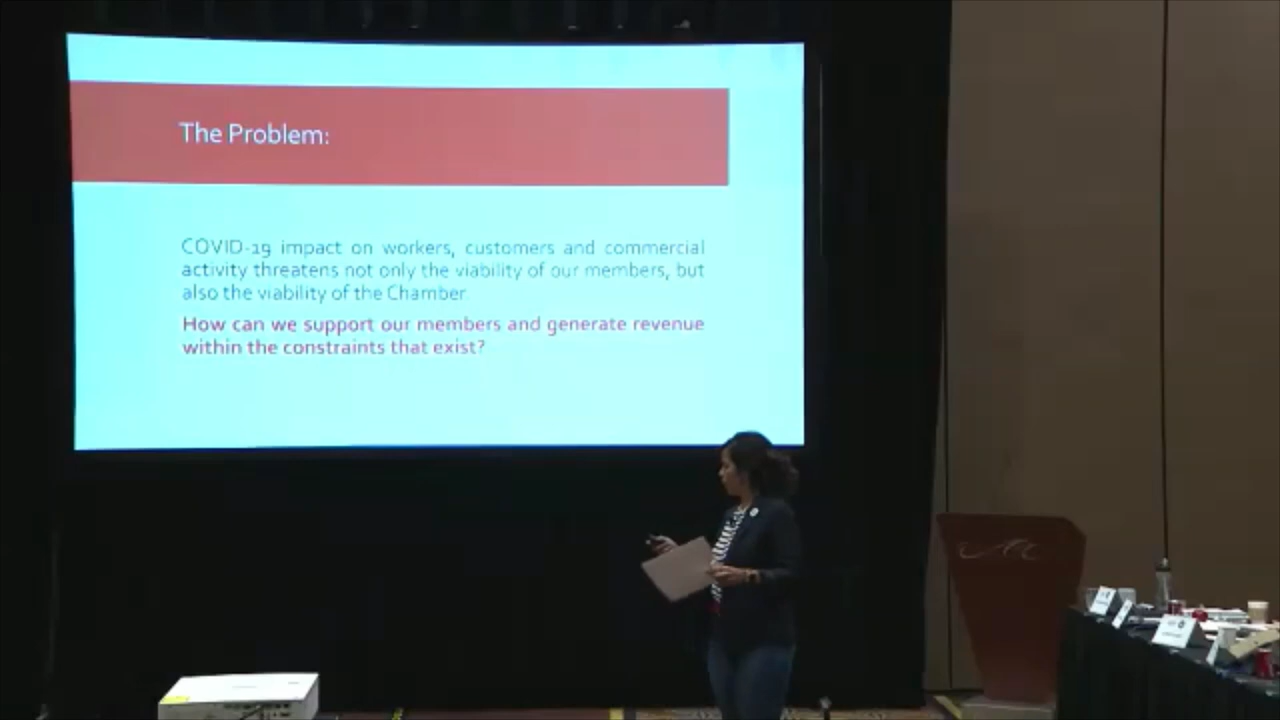 The Problem:
COVID-19 impact on workers, customers and commercial
activity threatens not only the viability of our members, but
also the viability of the Chamber.
How can we support our members and generate revenue
within the constraints that exist?